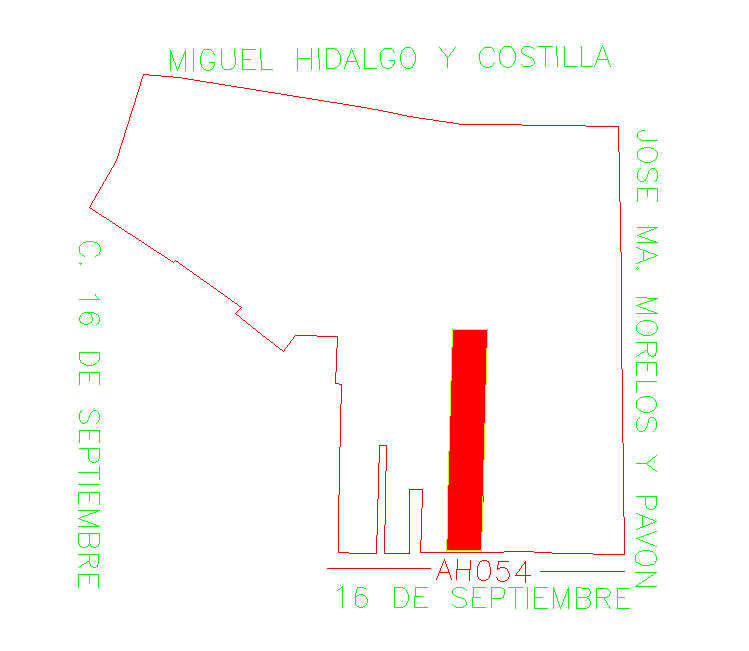 MIGUEL HIDALGO Y COSTILLA
JOSE MA. MORELOS Y PAVON
C. 16 DE SEPTIEMBRE
AH054
16 DE SEPTIEMBRE